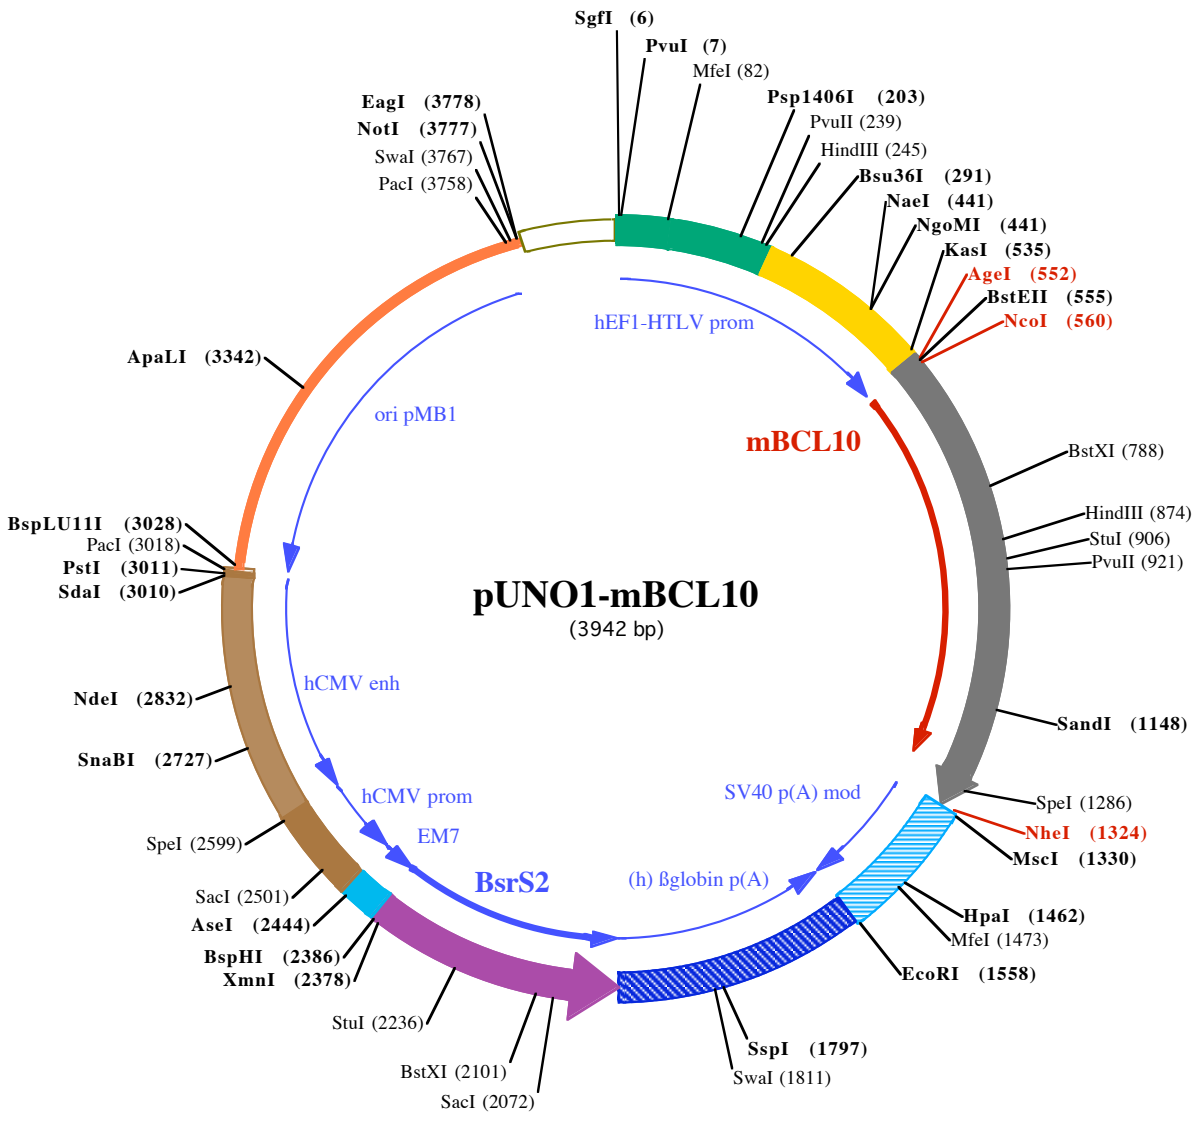 SgfI (6)
PvuI (7)
MfeI (82)
Psp1406I (203)
PvuII (239)
HindIII (245)
Bsu36I (291)
NaeI (441)
NgoMI (441)
KasI (535)
AgeI (552)
BstEII (555)
NcoI (560)
BstXI (788)
HindIII (874)
StuI (906)
PvuII (921)
SandI (1148)
SpeI (1286)
NheI (1324)
MscI (1330)
HpaI (1462)
MfeI (1473)
EcoRI (1558)
SspI (1797)
SwaI (1811)
SacI (2072)
BstXI (2101)
StuI (2236)
XmnI (2378)
BspHI (2386)
AseI (2444)
SacI (2501)
SpeI (2599)
SnaBI (2727)
NdeI (2832)
SdaI (3010)
PstI (3011)
PacI (3018)
BspLU11I (3028)
ApaLI (3342)
PacI (3758)
SwaI (3767)
NotI (3777)
EagI (3778)
hEF1-HTLV prom
mBCL10
SV40 p(A) mod
(h) ßglobin p(A)
BsrS2
EM7
hCMV prom
hCMV enh
ori pMB1
pUNO1-mBCL10
(3942 bp)